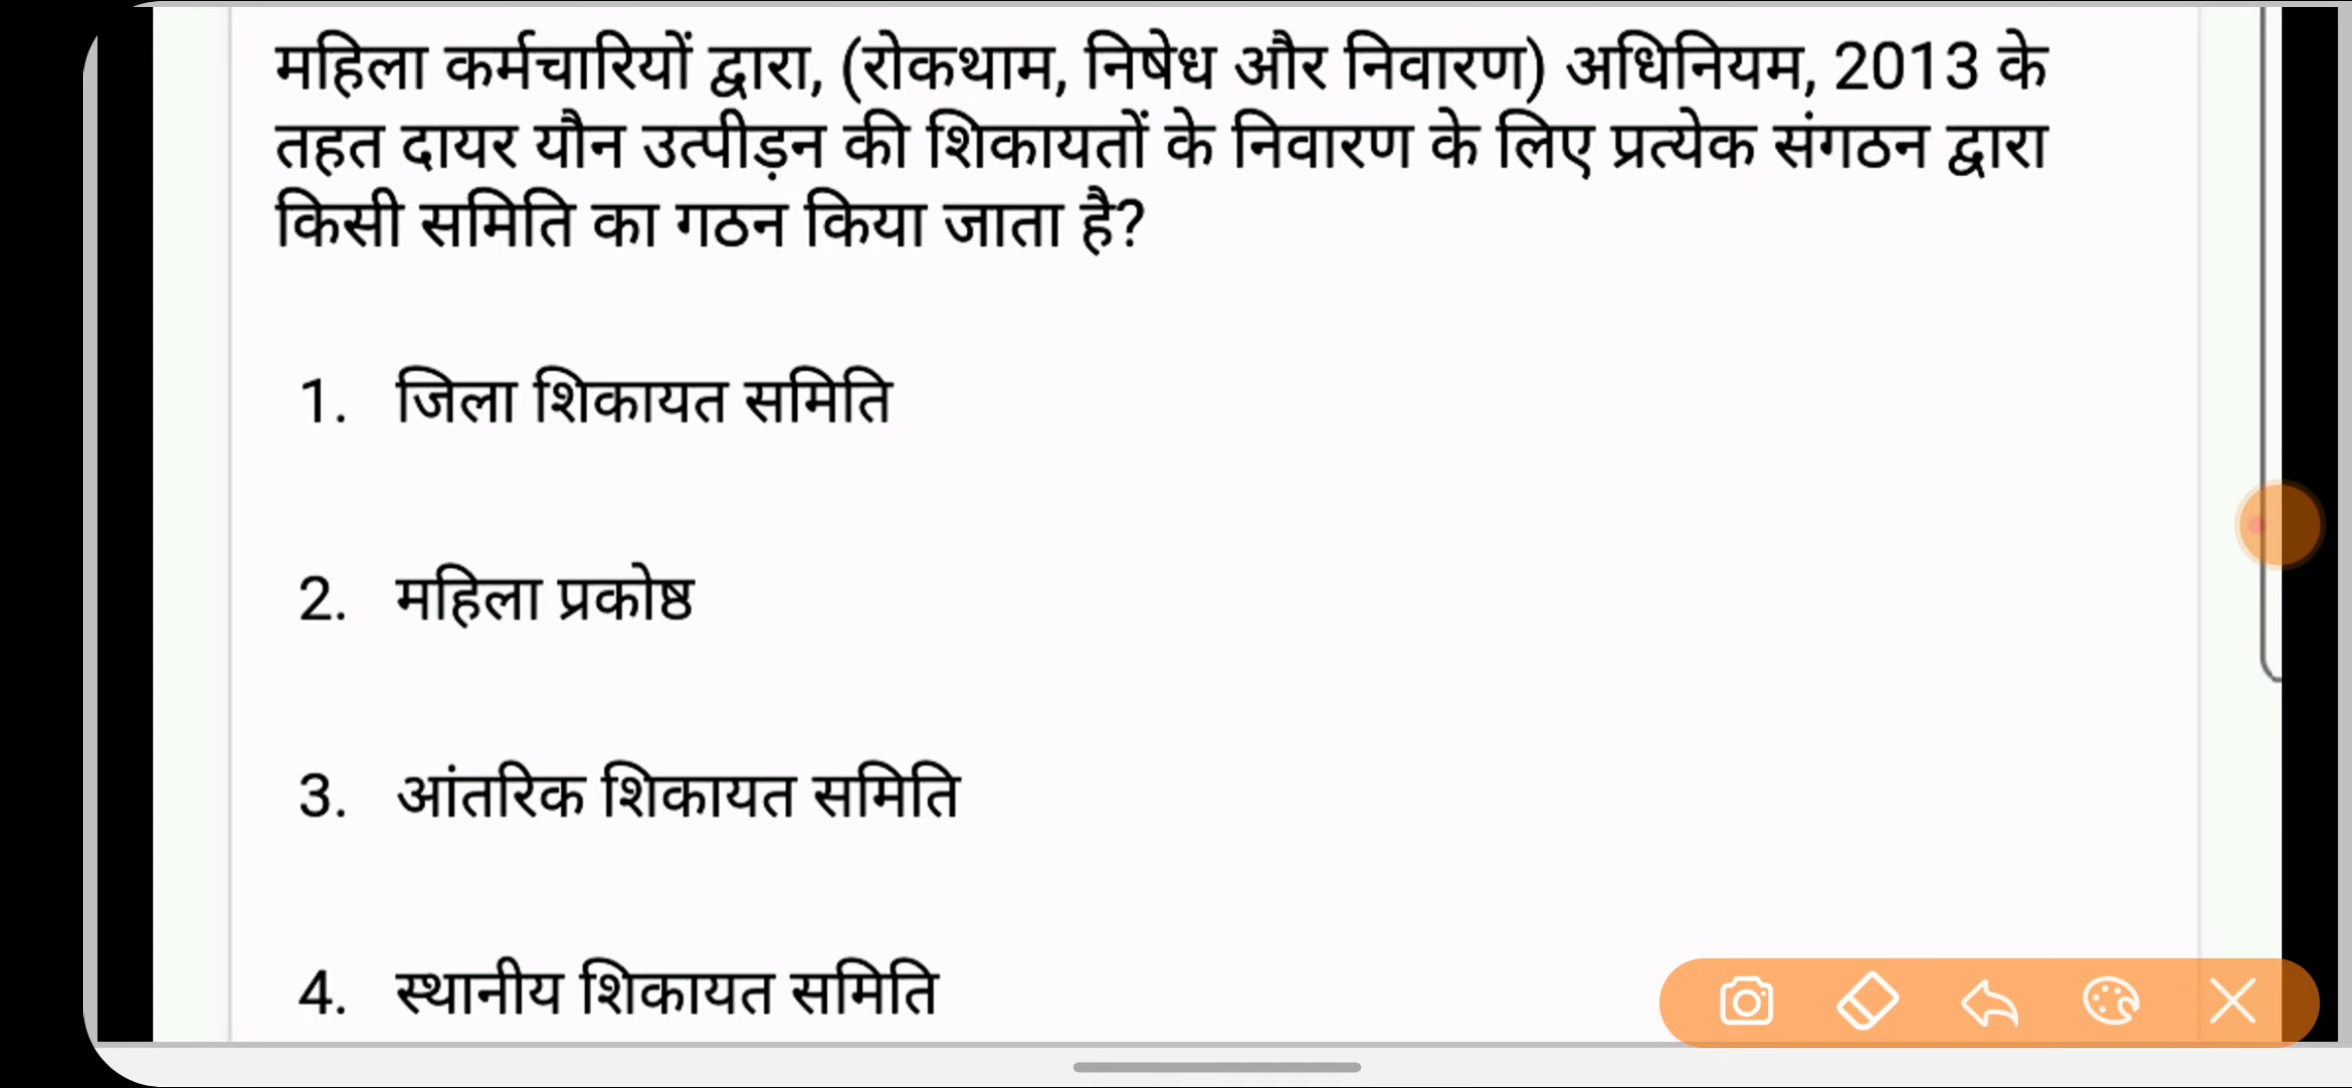 महिला कर्मचारियों द्वारा, (रोकथाम, निषेध और निवारण) अधिनियम, 2013 के
तहत दायर यौन उत्पीड़न की शिकायतों के निवारण के लिए प्रत्येक संगठन द्वारा
किसी समिति का गठन किया जाता है?
1. जिला शिकायत समिति
2. महिला प्रकोष्ठ
3. आंतरिक शिकायत समिति
4. स्थानीय शिकायत समिति